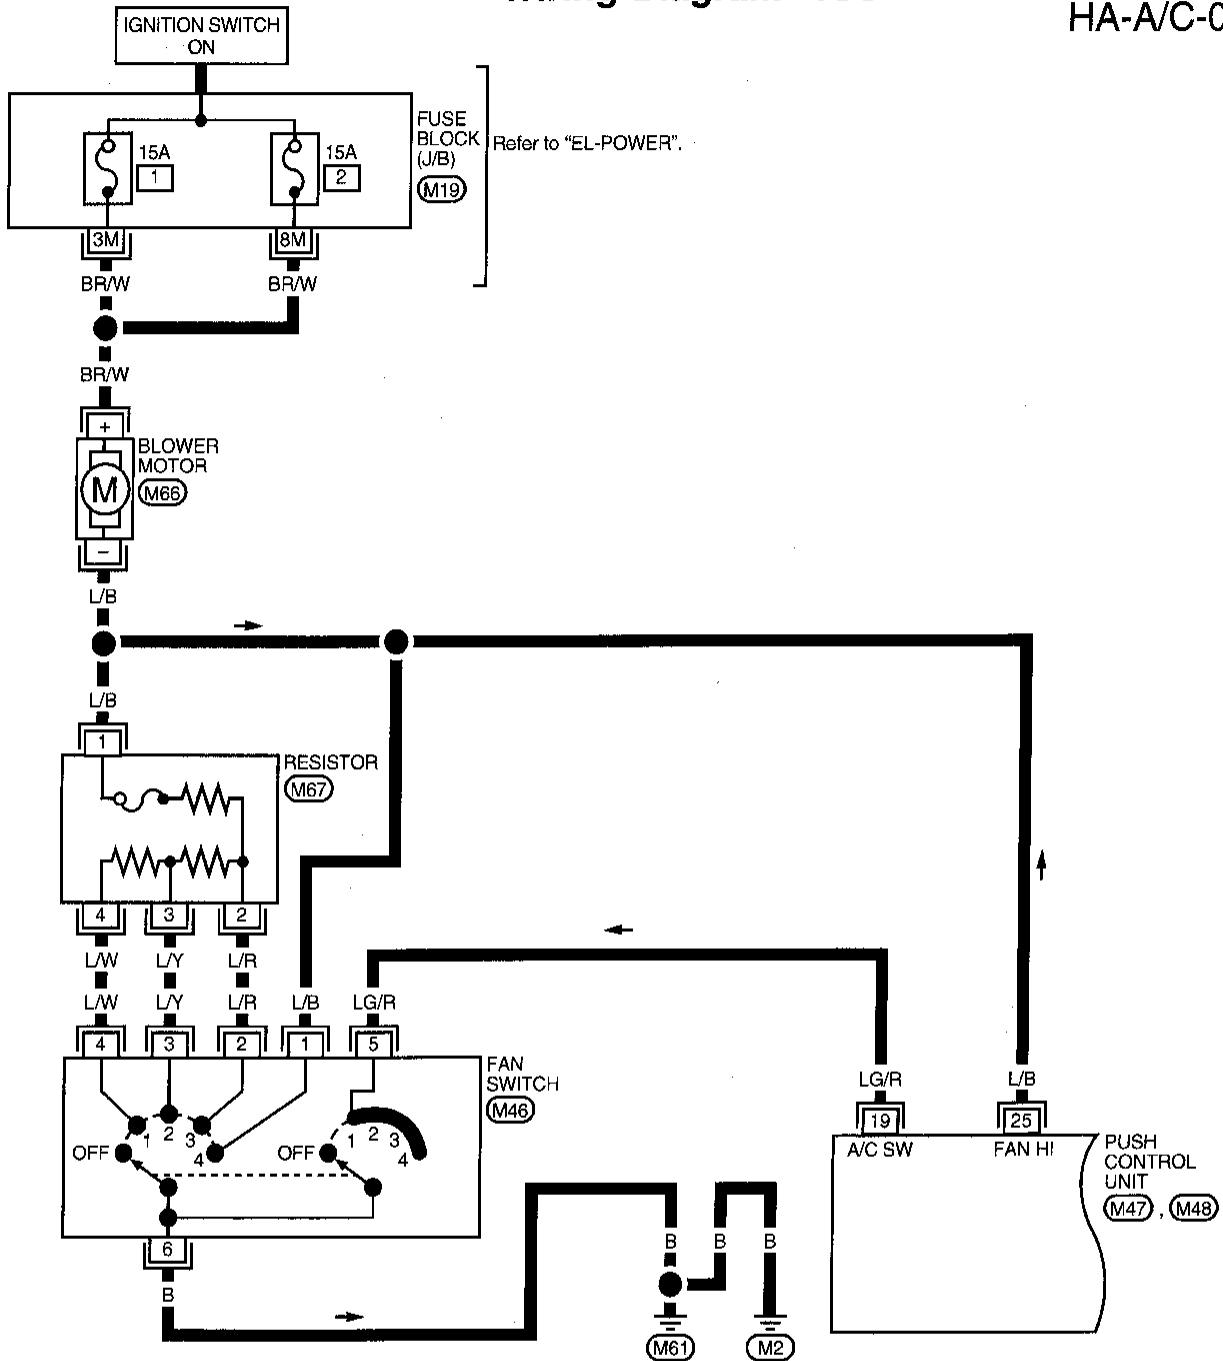 HA-A/C-0
IGNITION SWITCH
ON
FUSE
BLOCK
(J/B)
M19
Refer to "EL-POWER".
15A
1
15A
2
3M
8M
BR/W
BR/W
BR/W
+
BLOWER
MOTOR
M66
M
−
L/B
L/B
1
RESISTOR
M67
4
3
2
L/W
L/Y
L/R
L/W
L/Y
L/R
L/B
LG/R
4
3
2
1
5
FAN
SWITCH
M46
OFF
1
2
3
4
OFF
1
2
3
4
6
B
LG/R
L/B
19
25
A/C SW
FAN HI
PUSH
CONTROL
UNIT
M47 , M48
B
B
B
M61
M2